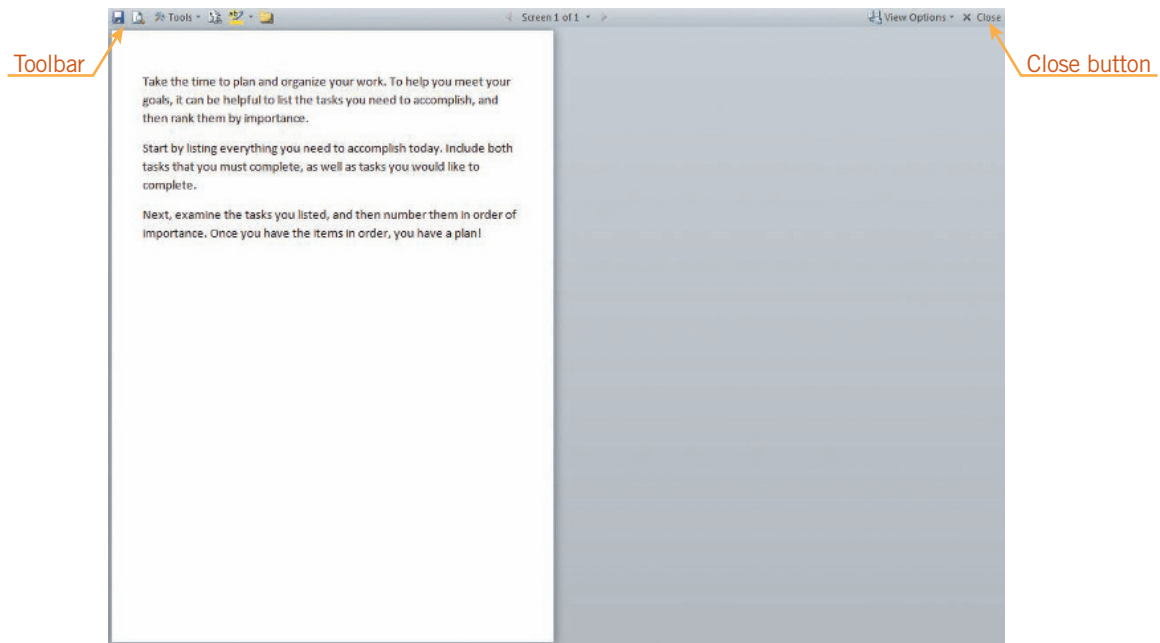 Tools
Screen 1 of 1
View Options
Close
Toolbar
Close button
Take the time to plan and organize your work. To help you meet your
goals, it can be helpful to list the tasks you need to accomplish, and
then rank them by importance.
Start by listing everything you need to accomplish today. Include both
tasks that you must complete, as well as tasks you would like to
complete.
Next, examine the tasks you listed, and then number them in order of
importance. Once you have the items in order, you have a plan!